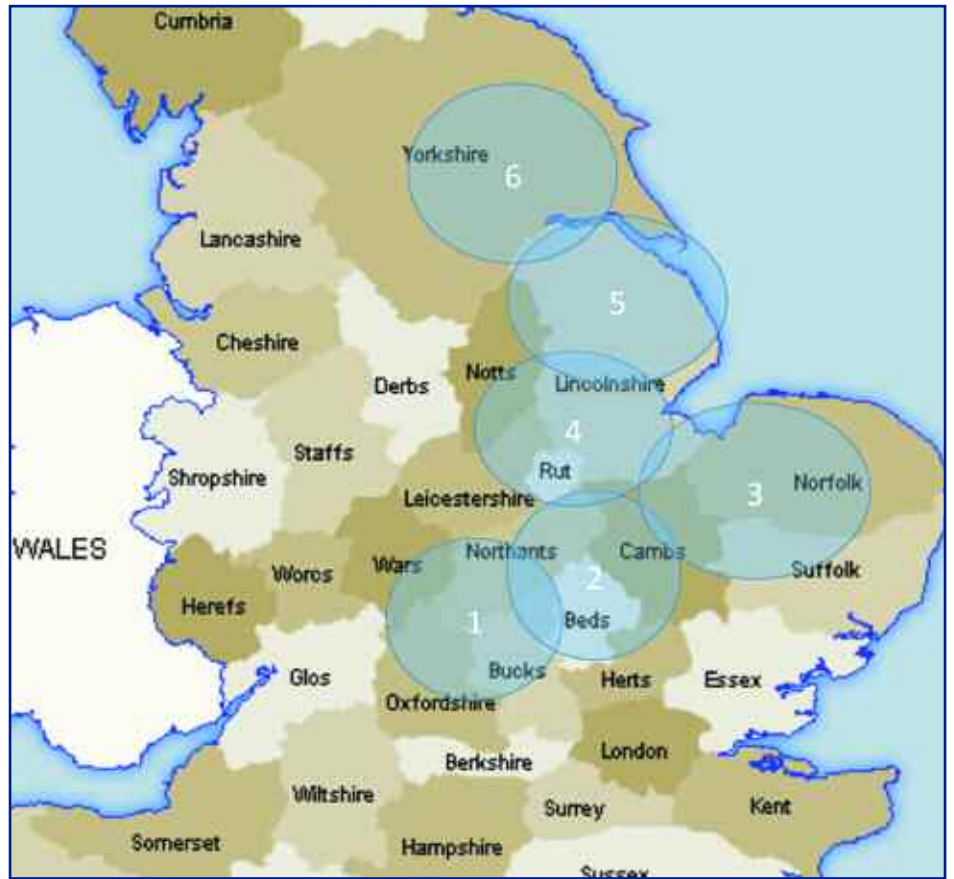 Cumbria
Yorkshire
6
Lancashire
5
Cheshire
Notts
Derbs
Lincolnshire
4
Staffs
Rut
Shropshire
Leicestershire
3
Norfolk
WALES
Northants
Cambs
Wars
Worcs
2
Suffolk
Herefs
1
Beds
Bucks
Glos
Herts
Essex
Oxfordshire
London
Berkshire
Wiltshire
Surrey
Kent
Somerset
Hampshire
Sussex